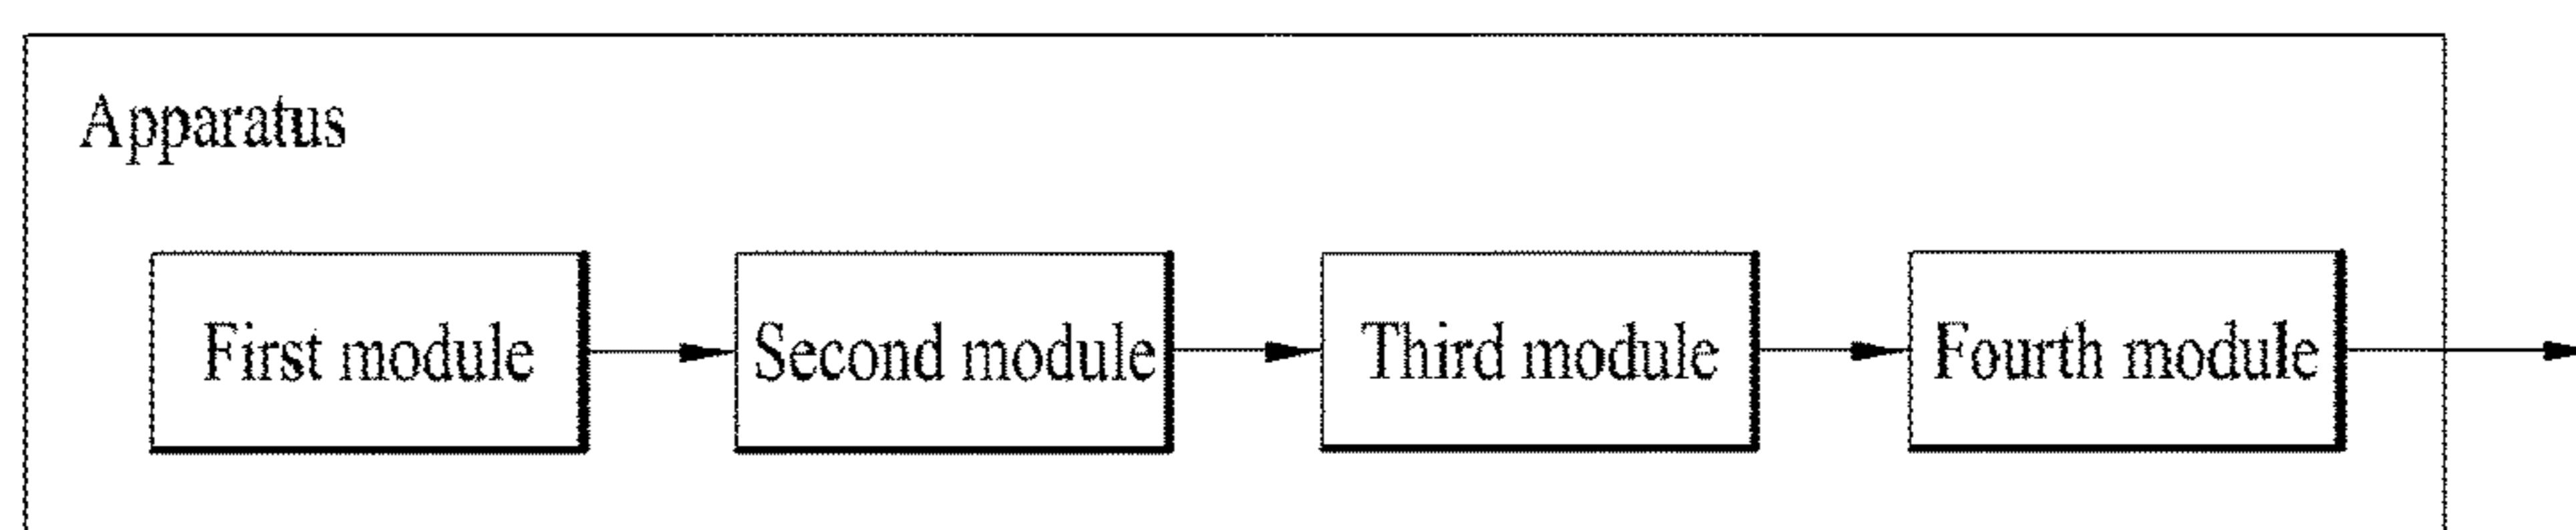 Apparatus
First module
Second module
Third module
Fourth module